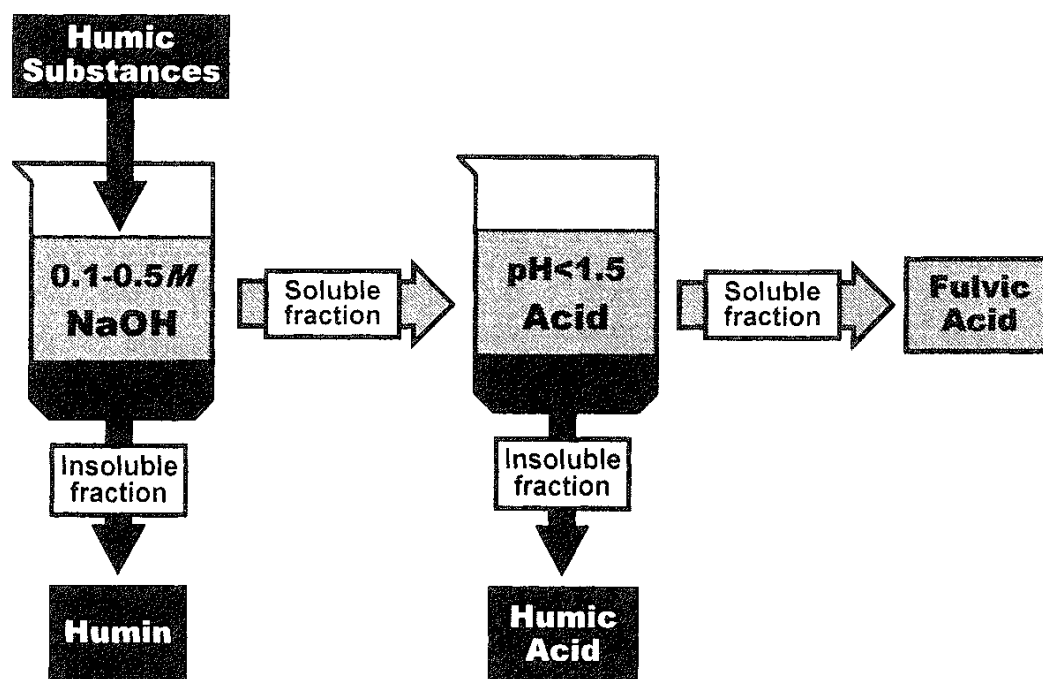 Humic
Substances
0.1-0.5M
NaOH
Soluble
fraction
pH<1.5
Acid
Soluble
fraction
Fulvic
Acid
Insoluble
fraction
Insoluble
fraction
Humin
Humic
Acid